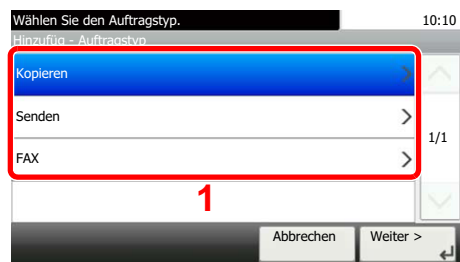 Wählen Sie den Auftragstyp.
10:10
Hinzufüg - Auftragstyp
Kopieren
Senden
1/1
FAX
1
Abbrechen
Weiter >